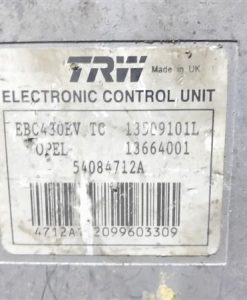 TRW Made in UK
ELECTRONIC CONTROL UNIT
EBC430EV TC 13509101L
OPEL 13664001
54084712A
4712A 2099603309